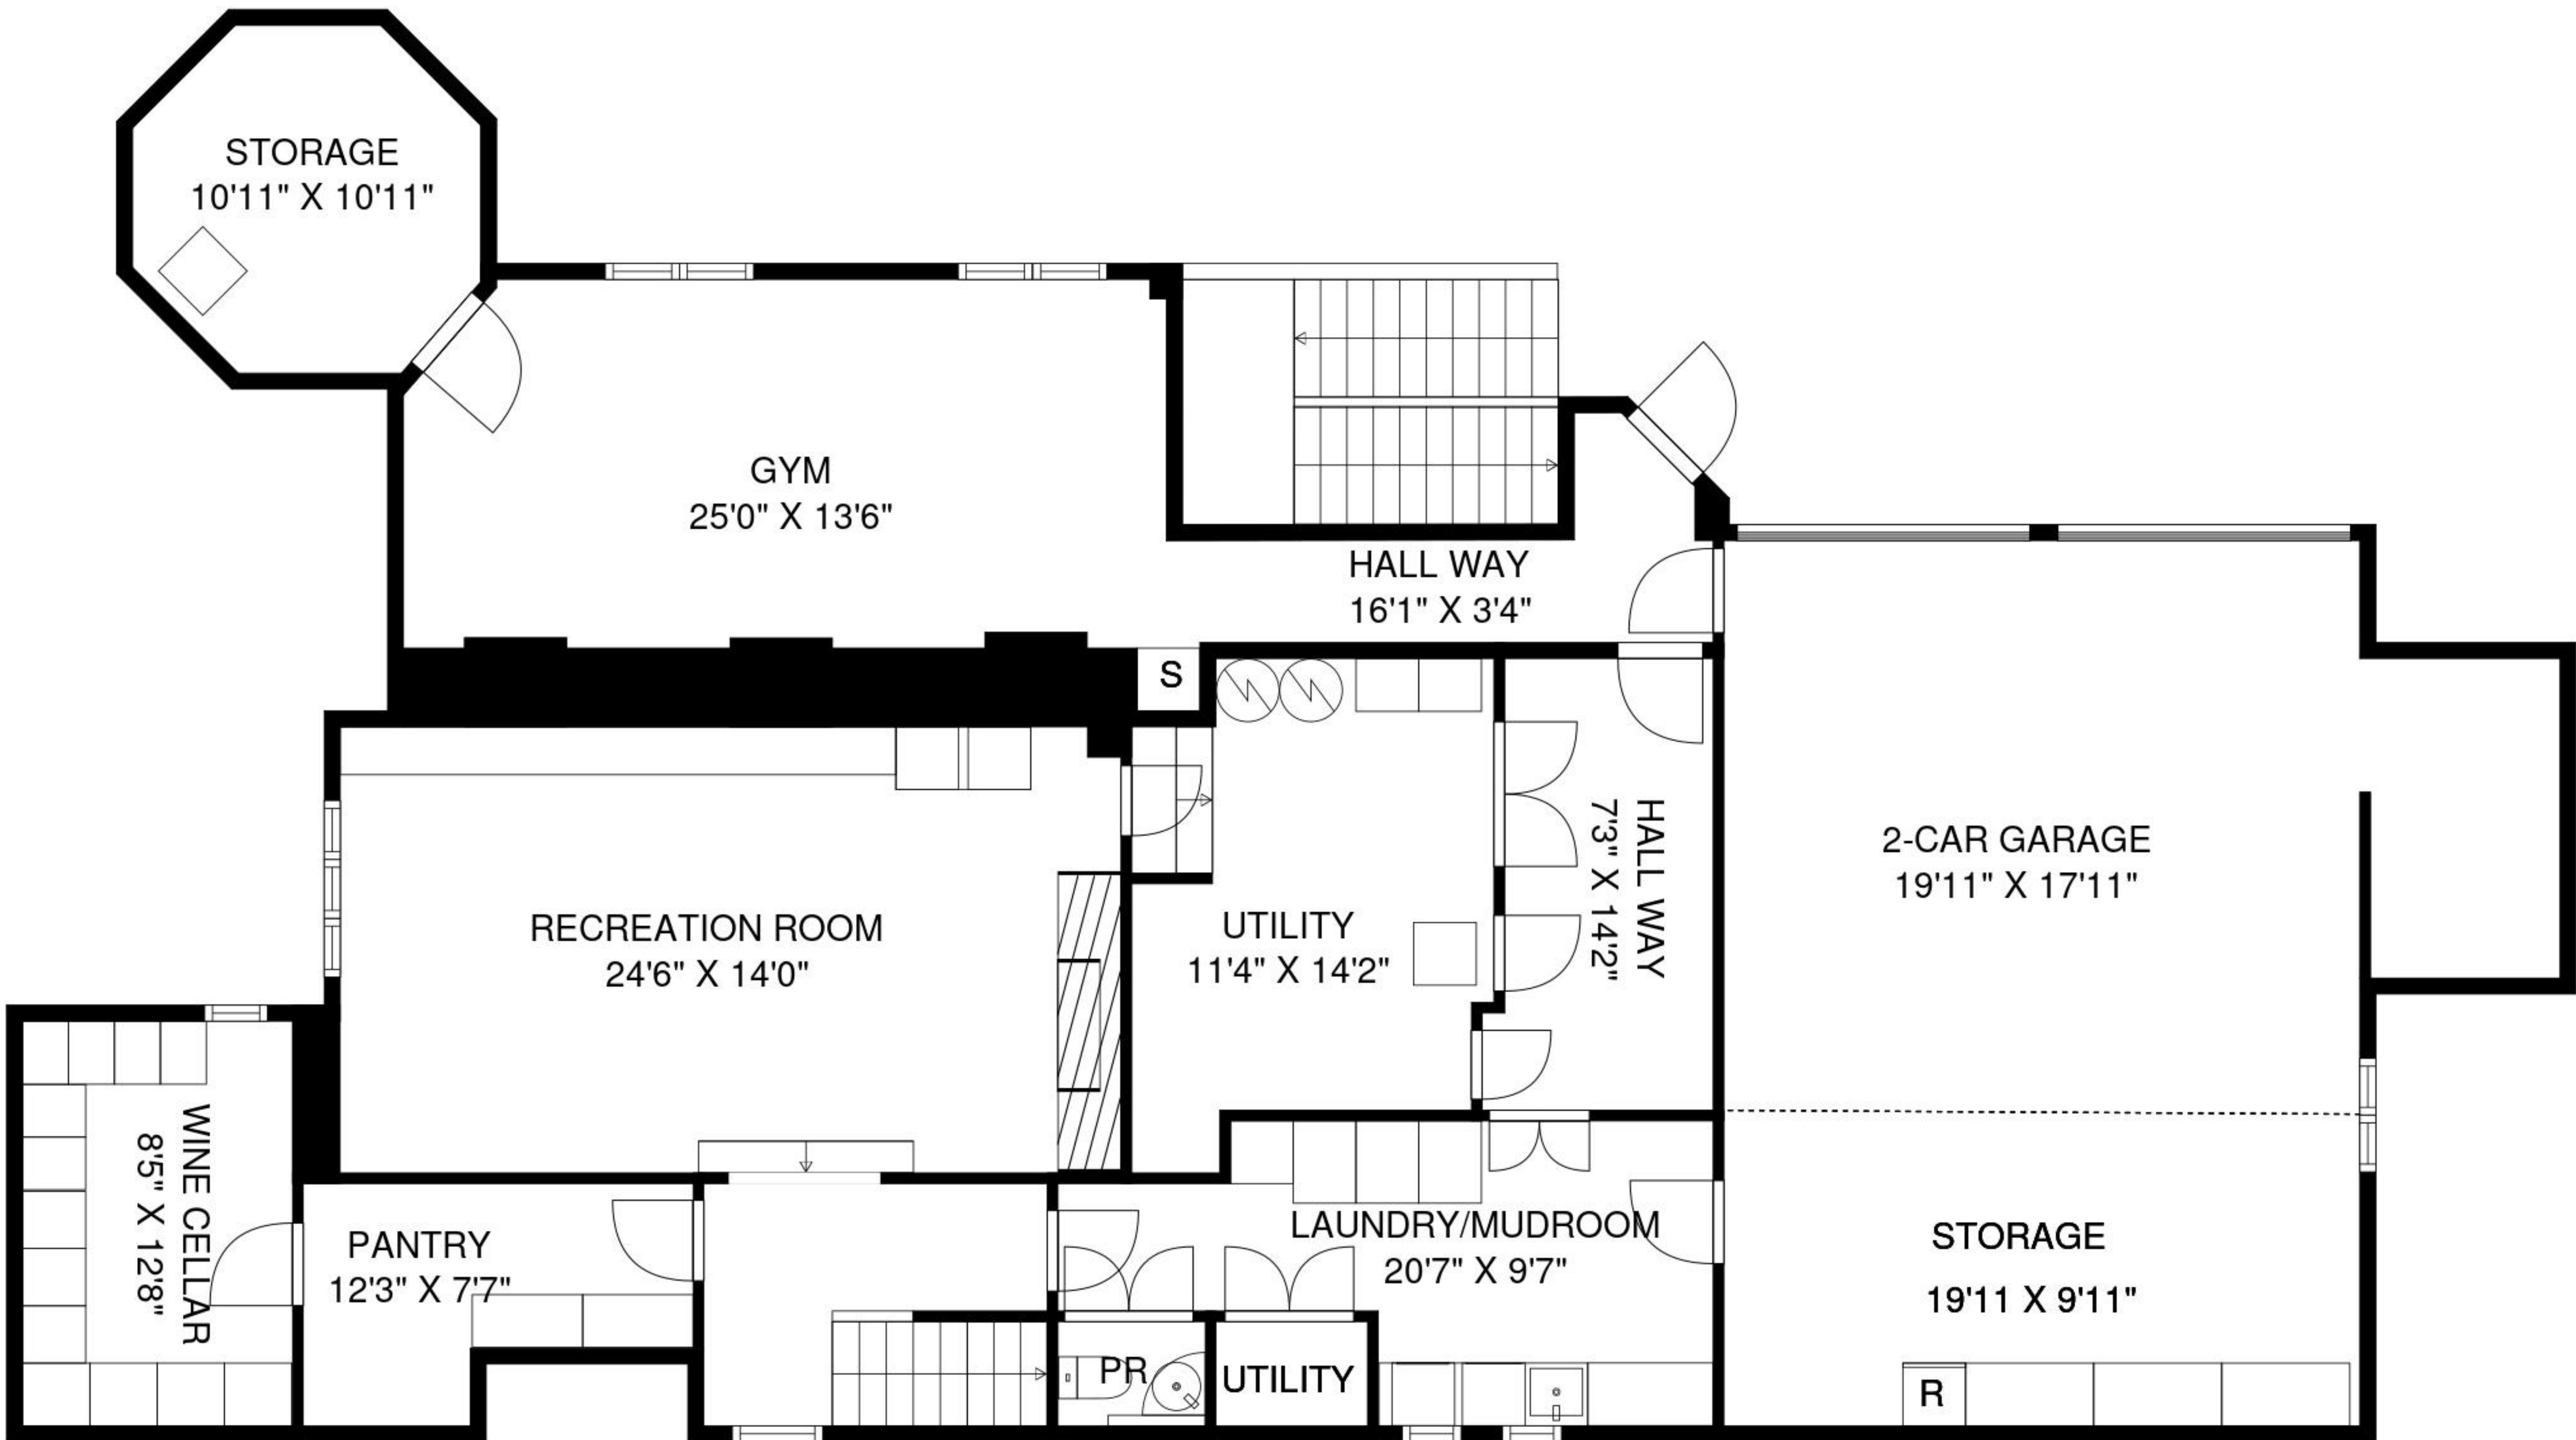 STORAGE
10'11" X 10'11"
GYM
25'0" X 13'6"
HALL WAY
16'1" X 3'4"
S
RECREATION ROOM
24'6" X 14'0"
UTILITY
11'4" X 14'2"
HALL WAY
7'3" X 14'2"
2-CAR GARAGE
19'11" X 17'11"
WINE CELLAR
8'5" X 12'8"
PANTRY
12'3" X 7'7"
LAUNDRY/MUDROOM
20'7" X 9'7"
STORAGE
19'11 X 9'11"
PR
UTILITY
R